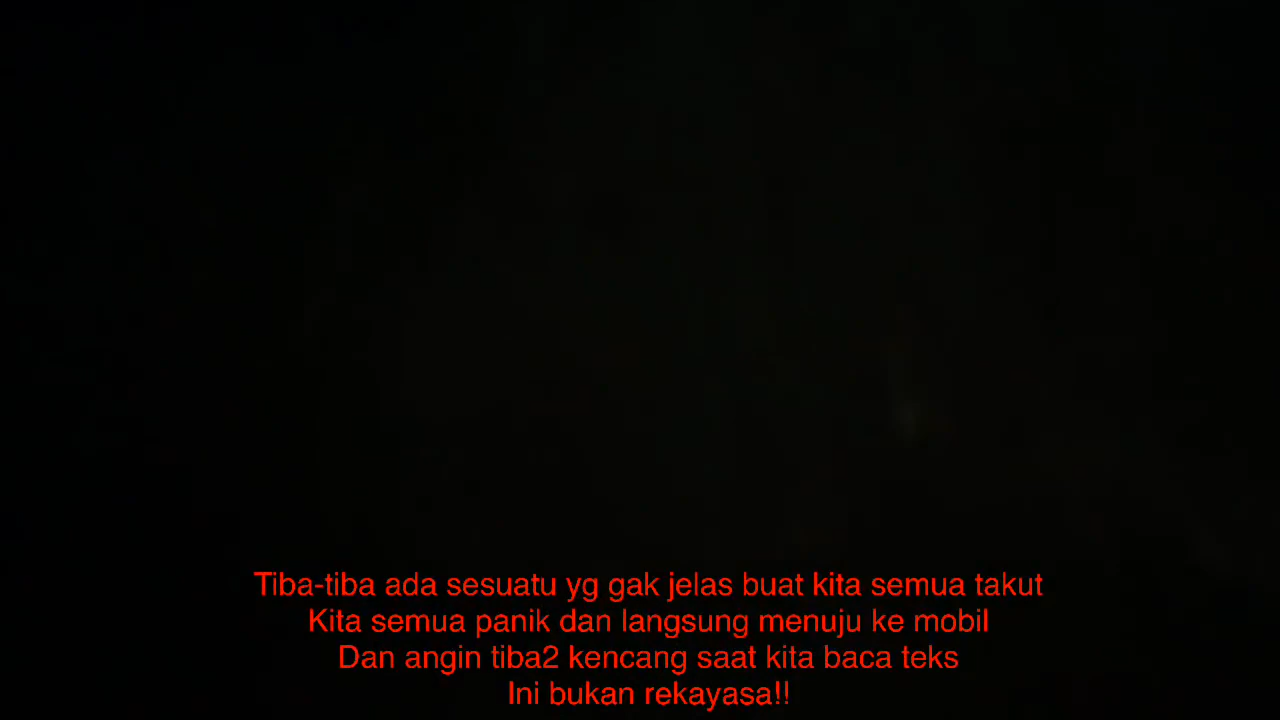 Tiba-tiba ada sesuatu yg gak jelas buat kita semua takut
Kita semua panik dan langsung menuju ke mobil
Dan angin tiba2 kencang saat kita baca teks
Ini bukan rekayasa!!